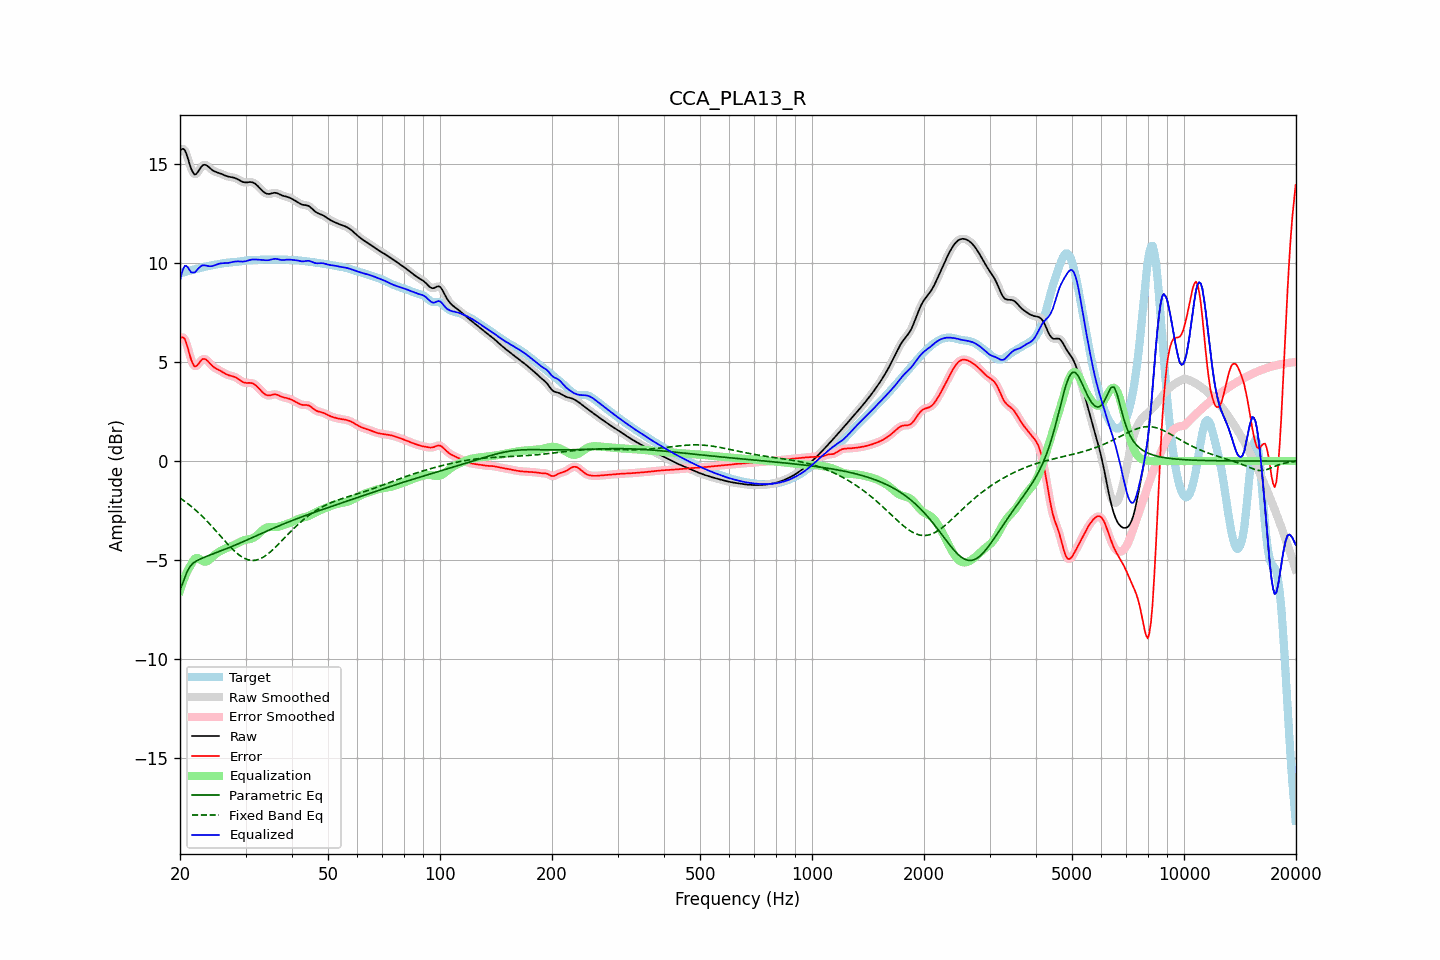 CCA_PLA13_R
Amplitude (dBr)
15
10
5
0
−5
−10
−15
Target
Raw Smoothed
Error Smoothed
Raw
Error
Equalization
Parametric Eq
Fixed Band Eq
Equalized
20 50 100 200 500 1000 2000 5000 10000 20000
Frequency (Hz)